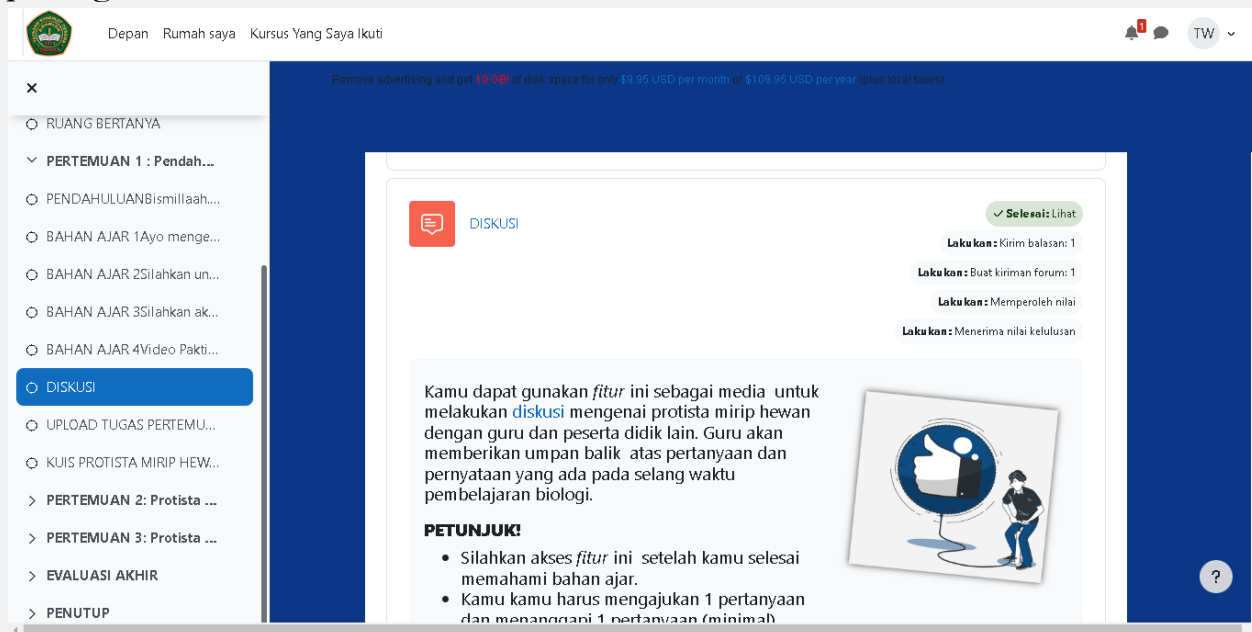 Depan Rumah saya Kursus Yang Saya Ikuti
1
TW
Remove advertising and get 10 GB! of disk space for only $9.95 USD per month or $109.95 USD per year (plus local taxes)
RUANG BERTANYA
PERTEMUAN 1 : Pendah...
PENDAHULUANBismillaah....
BAHAN AJAR 1Ayo menge...
BAHAN AJAR 2Silahkan un...
BAHAN AJAR 3Silahkan ak...
BAHAN AJAR 4Video Pakti...
DISKUSI
UPLOAD TUGAS PERTEMU...
KUIS PROTISTA MIRIP HEW...
PERTEMUAN 2: Protista ...
PERTEMUAN 3: Protista ...
EVALUASI AKHIR
PENUTUP
DISKUSI
Selesai: Lihat
Lakukan: Kirim balasan: 1
Lakukan: Buat kiriman forum: 1
Lakukan: Memperoleh nilai
Lakukan: Menerima nilai kelulusan
Kamu dapat gunakan fitur ini sebagai media untuk
melakukan diskusi mengenai protista mirip hewan
dengan guru dan peserta didik lain. Guru akan
memberikan umpan balik atas pertanyaan dan
pernyataan yang ada pada selang waktu
pembelajaran biologi.
PETUNJUK!
Silahkan akses fitur ini setelah kamu selesai
memahami bahan ajar.
Kamu kamu harus mengajukan 1 pertanyaan
dan menanggapi 1 pertanyaan (minimal)
?